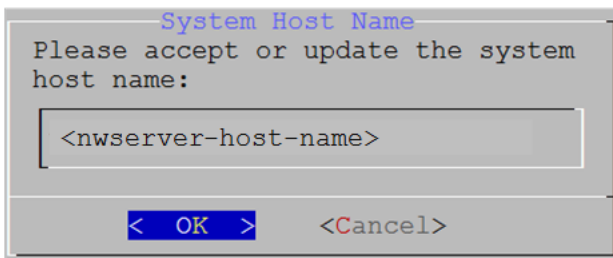 System Host Name
Please accept or update the system
host name:
<nwserver-host-name>
< OK > <Cancel>